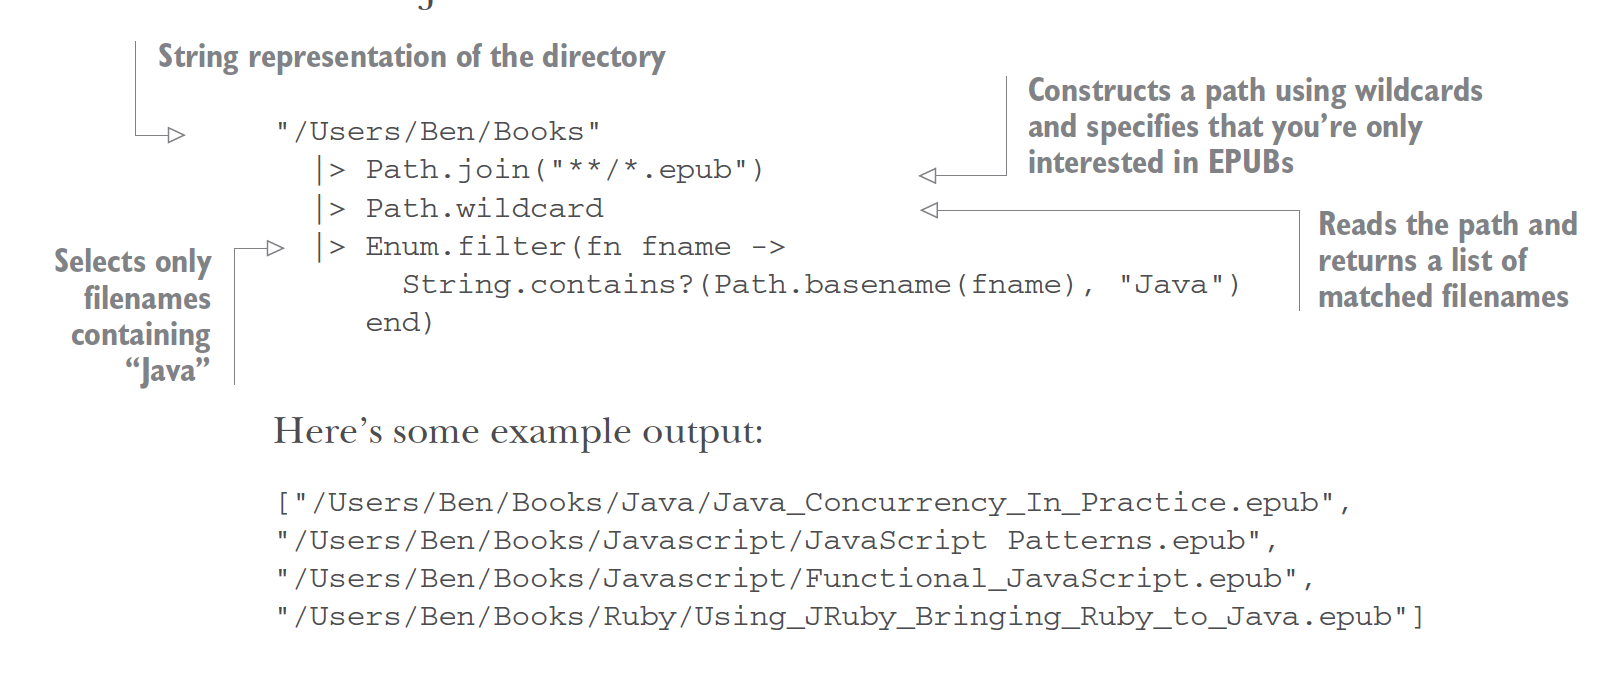 String representation of the directory
Constructs a path using wildcards
and specifies that you’re only
interested in EPUBs
"/Users/Ben/Books"
|> Path.join("**/*.epub")
|> Path.wildcard
|> Enum.filter(fn fname ->
String.contains?(Path.basename(fname), "Java")
end)
Reads the path and
returns a list of
matched filenames
Selects only
filenames
containing
“Java”
Here’s some example output:
["/Users/Ben/Books/Java/Java_Concurrency_In_Practice.epub",
"/Users/Ben/Books/Javascript/JavaScript Patterns.epub",
"/Users/Ben/Books/Javascript/Functional_JavaScript.epub",
"/Users/Ben/Books/Ruby/Using_JRuby_Bringing_Ruby_to_Java.epub"]